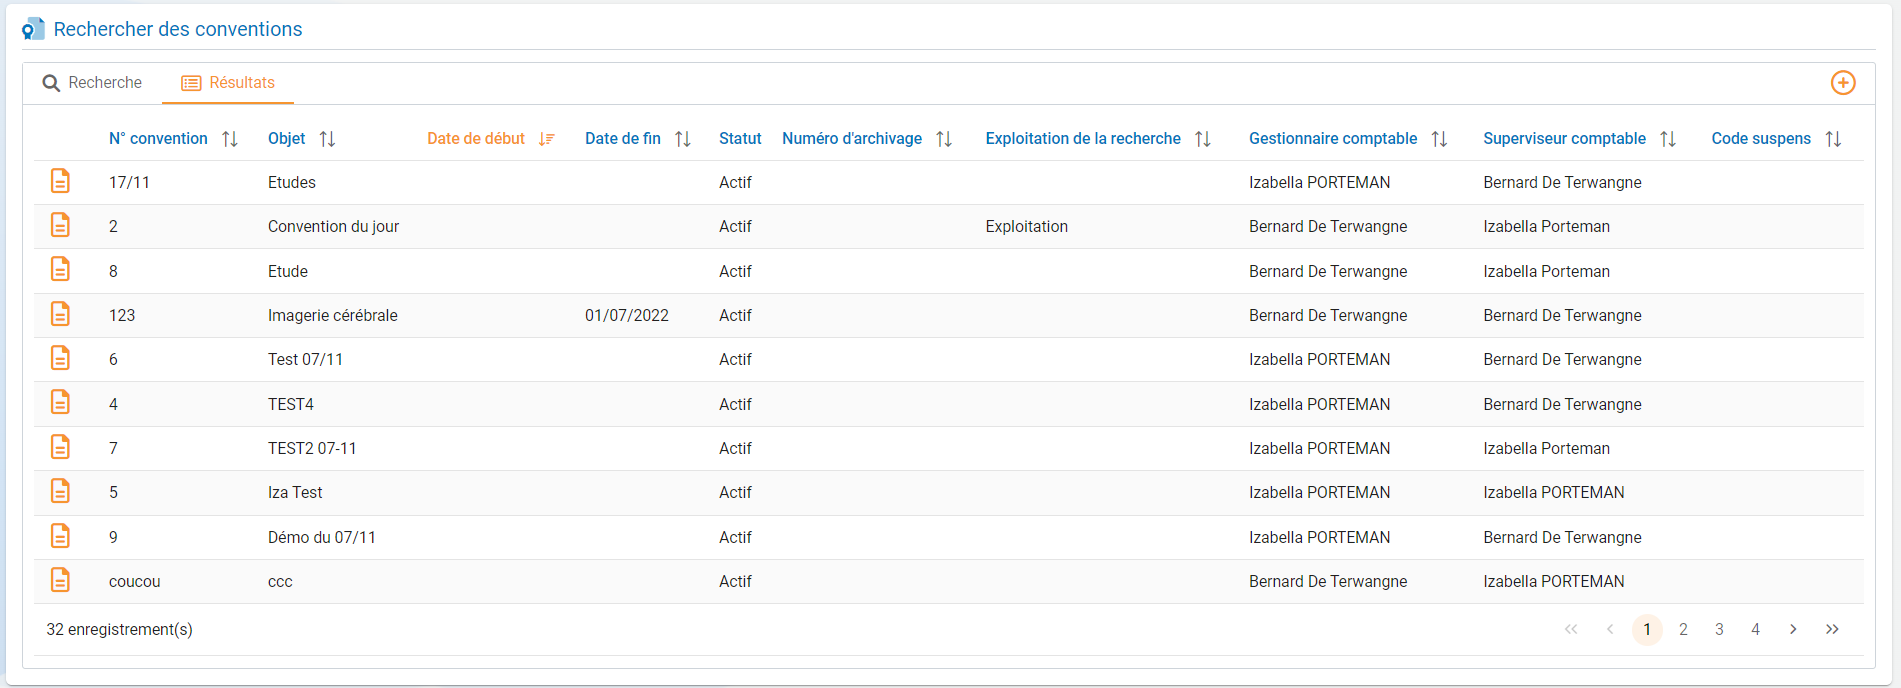 Rechercher des conventions
Recherche Résultats
N° convention Objet Date de début Date de fin Statut Numéro d'archivage Exploitation de la recherche Gestionnaire comptable Superviseur comptable Code suspens
17/11 Etudes Actif Izabella PORTEMAN Bernard De Terwangne
2 Convention du jour Actif Exploitation Bernard De Terwangne Izabella Porteman
8 Etude Actif Bernard De Terwangne Izabella Porteman
123 Imagerie cérébrale 01/07/2022 Actif Bernard De Terwangne Bernard De Terwangne
6 Test 07/11 Actif Izabella PORTEMAN Bernard De Terwangne
4 TEST4 Actif Izabella PORTEMAN Bernard De Terwangne
7 TEST2 07-11 Actif Izabella PORTEMAN Izabella Porteman
5 Iza Test Actif Izabella PORTEMAN Izabella PORTEMAN
9 Démo du 07/11 Actif Izabella PORTEMAN Bernard De Terwangne
coucou ccc Actif Bernard De Terwangne Izabella PORTEMAN
32 enregistrement(s) 1 2 3 4